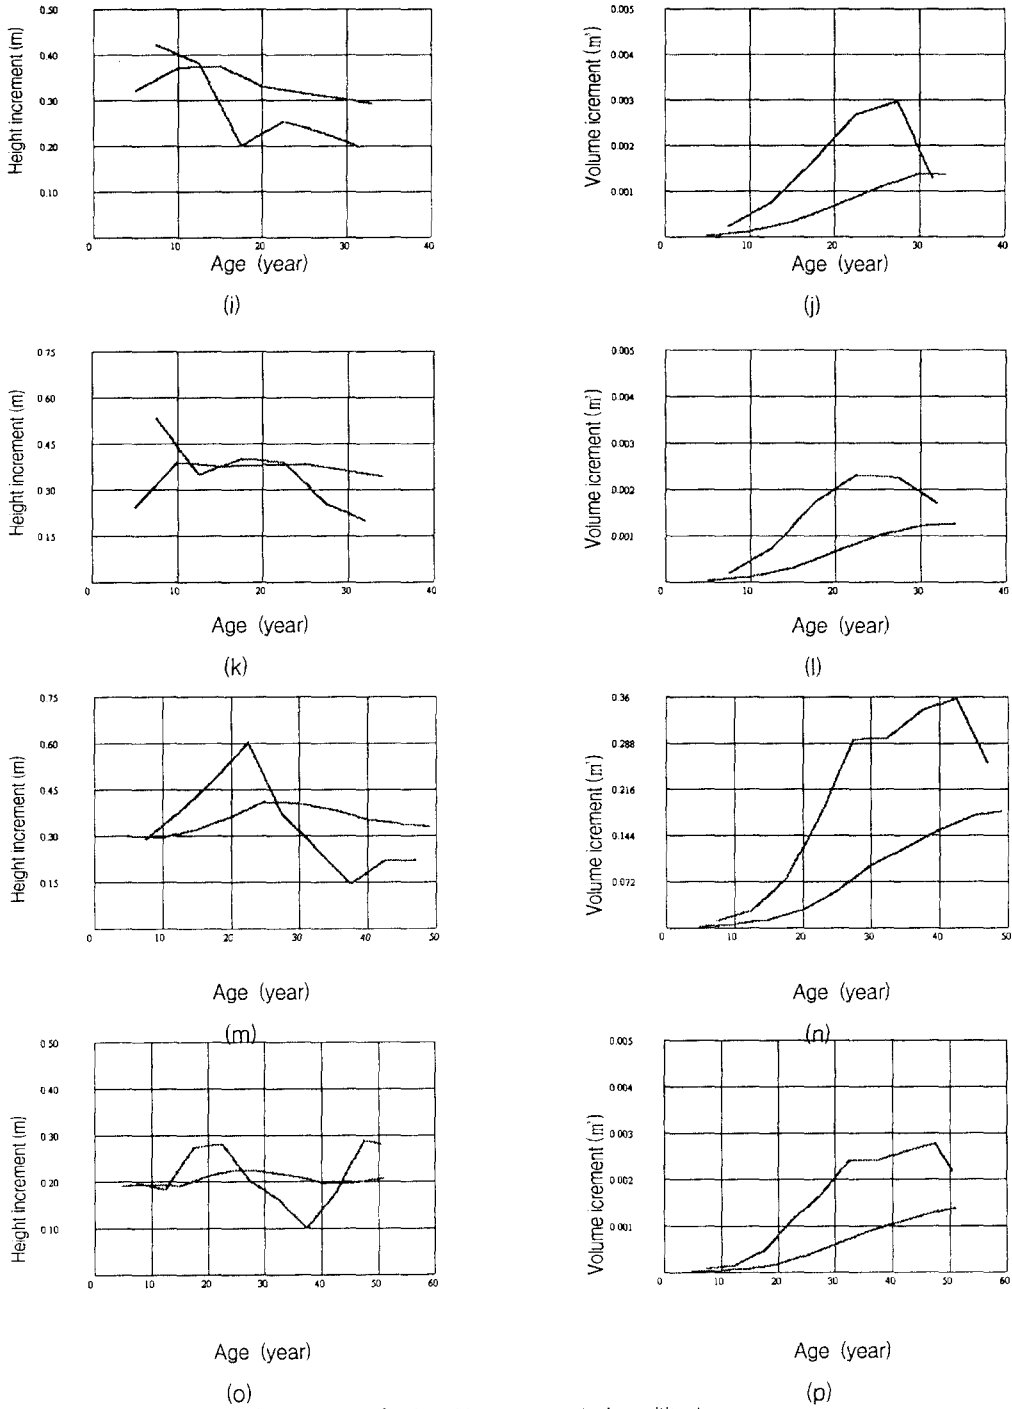 Height increment (m)
0.50
0.40
0.30
0.20
0.10
0 10 20 30 40
Age (year)
(i)
Volume icrement (m³)
0.005
0.004
0.003
0.002
0.001
0 10 20 30 40
Age (year)
(j)
Height increment (m)
0.75
0.60
0.45
0.30
0.15
0 10 20 30 40
Age (year)
(k)
Volume icrement (m³)
0.005
0.004
0.003
0.002
0.001
0 10 20 30 40
Age (year)
(l)
Height increment (m)
0.75
0.60
0.45
0.30
0.15
0 10 20 30 40 50
Age (year)
(m)
Volume icrement (m³)
0.36
0.288
0.216
0.144
0.072
0 10 20 30 40 50
Age (year)
(n)
Height increment (m)
0.50
0.40
0.30
0.20
0.10
0 10 20 30 40 50 60
Age (year)
(o)
Volume icrement (m³)
0.005
0.004
0.003
0.002
0.001
0 10 20 30 40 50 60
Age (year)
(p)